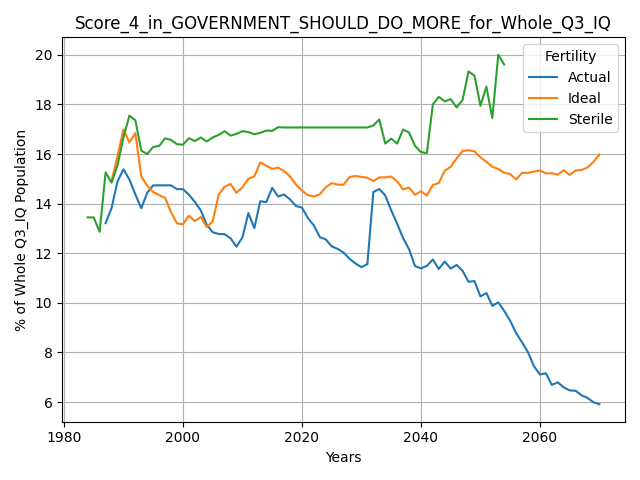 Score_4_in_GOVERNMENT_SHOULD_DO_MORE_for_Whole_Q3_IQ
% of Whole Q3_IQ Population
20
18
16
14
12
10
8
6
Fertility
Actual
Ideal
Sterile
1980
2000
2020
2040
2060
Years